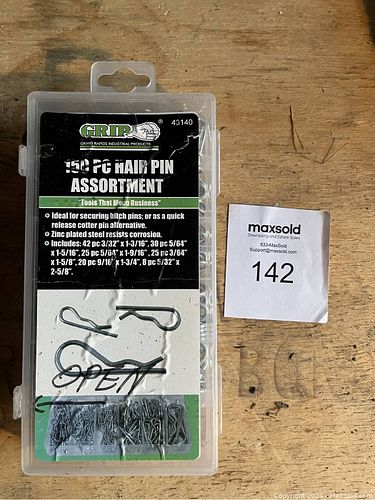 GRIP®
43140
GRAND RAPIDS INDUSTRIAL PRODUCTS
150 PC HAIR PIN
ASSORTMENT
"Tools That Mean Business"
Ideal for securing hitch pins; or as a quick
release cotter pin alternative.
Zinc plated steel resists corrosion.
Includes: 42 pc 3/32" x 1-3/16", 30 pc 5/64"
x 1-5/16", 25 pc 5/64" x 1-9/16", 25 pc 3/64"
x 1-5/8", 20 pc 9/16" x 1-3/4", 8 pc 5/32" x
2-5/8".
OPEN
maxsold
Downsizing and Estate Sales
833-MaxSold
Support@maxsold.com
142
Copyright 2024 - MaxSold